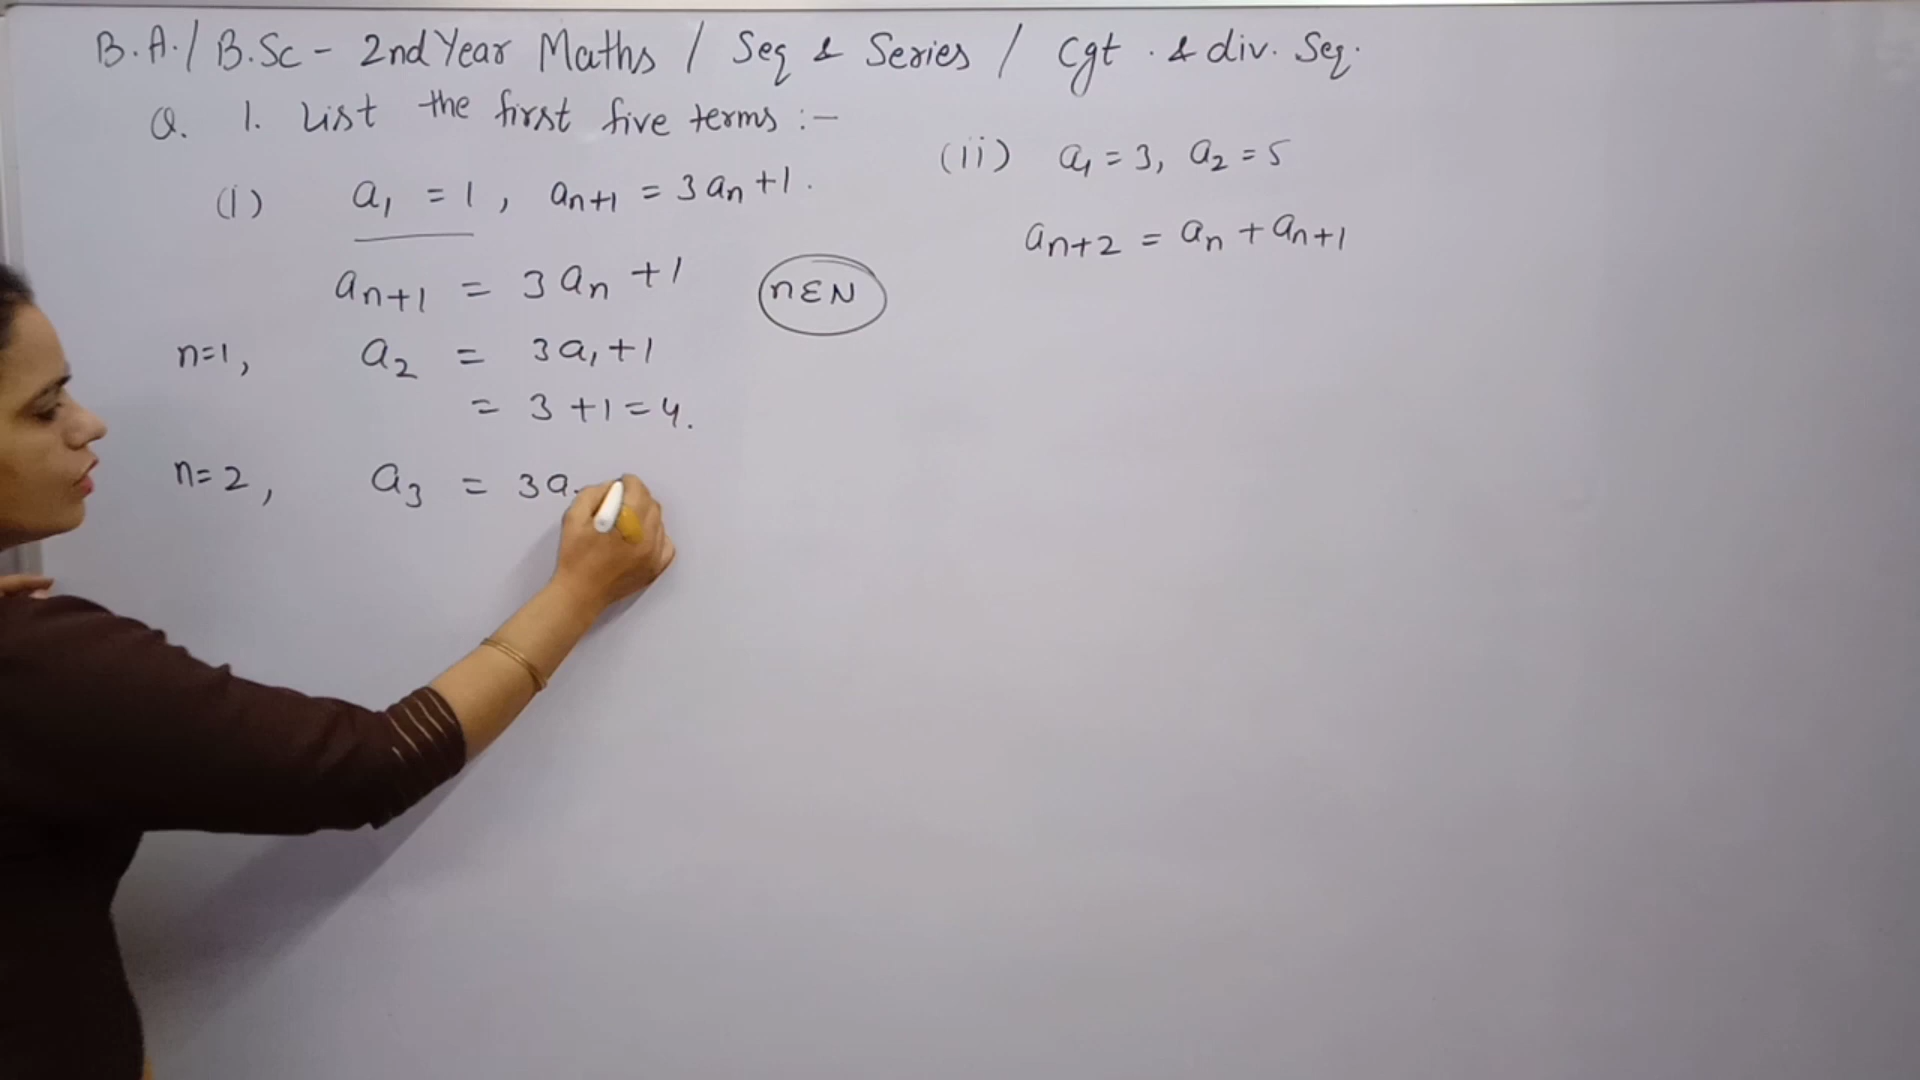 B.A./B.Sc - 2nd Year Maths / Seq & Series / Cgt. & div. Seq.
Q. 1. List the first five terms :-
(i) a₁ = 1, aₙ₊₁ = 3aₙ + 1.
aₙ₊₁ = 3aₙ + 1 n∈N
n=1, a₂ = 3a₁ + 1
= 3 + 1 = 4.
n=2, a₃ = 3a
(ii) a₁ = 3, a₂ = 5
aₙ₊₂ = aₙ + aₙ₊₁